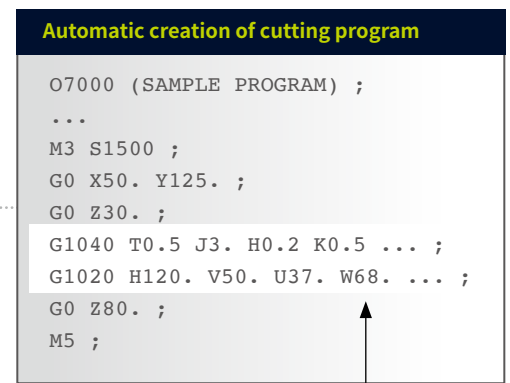 Automatic creation of cutting program
O7000 (SAMPLE PROGRAM) ;
...
M3 S1500 ;
G0 X50. Y125. ;
G0 Z30. ;
G1040 T0.5 J3. H0.2 K0.5 ... ;
G1020 H120. V50. U37. W68. ... ;
G0 Z80. ;
M5 ;